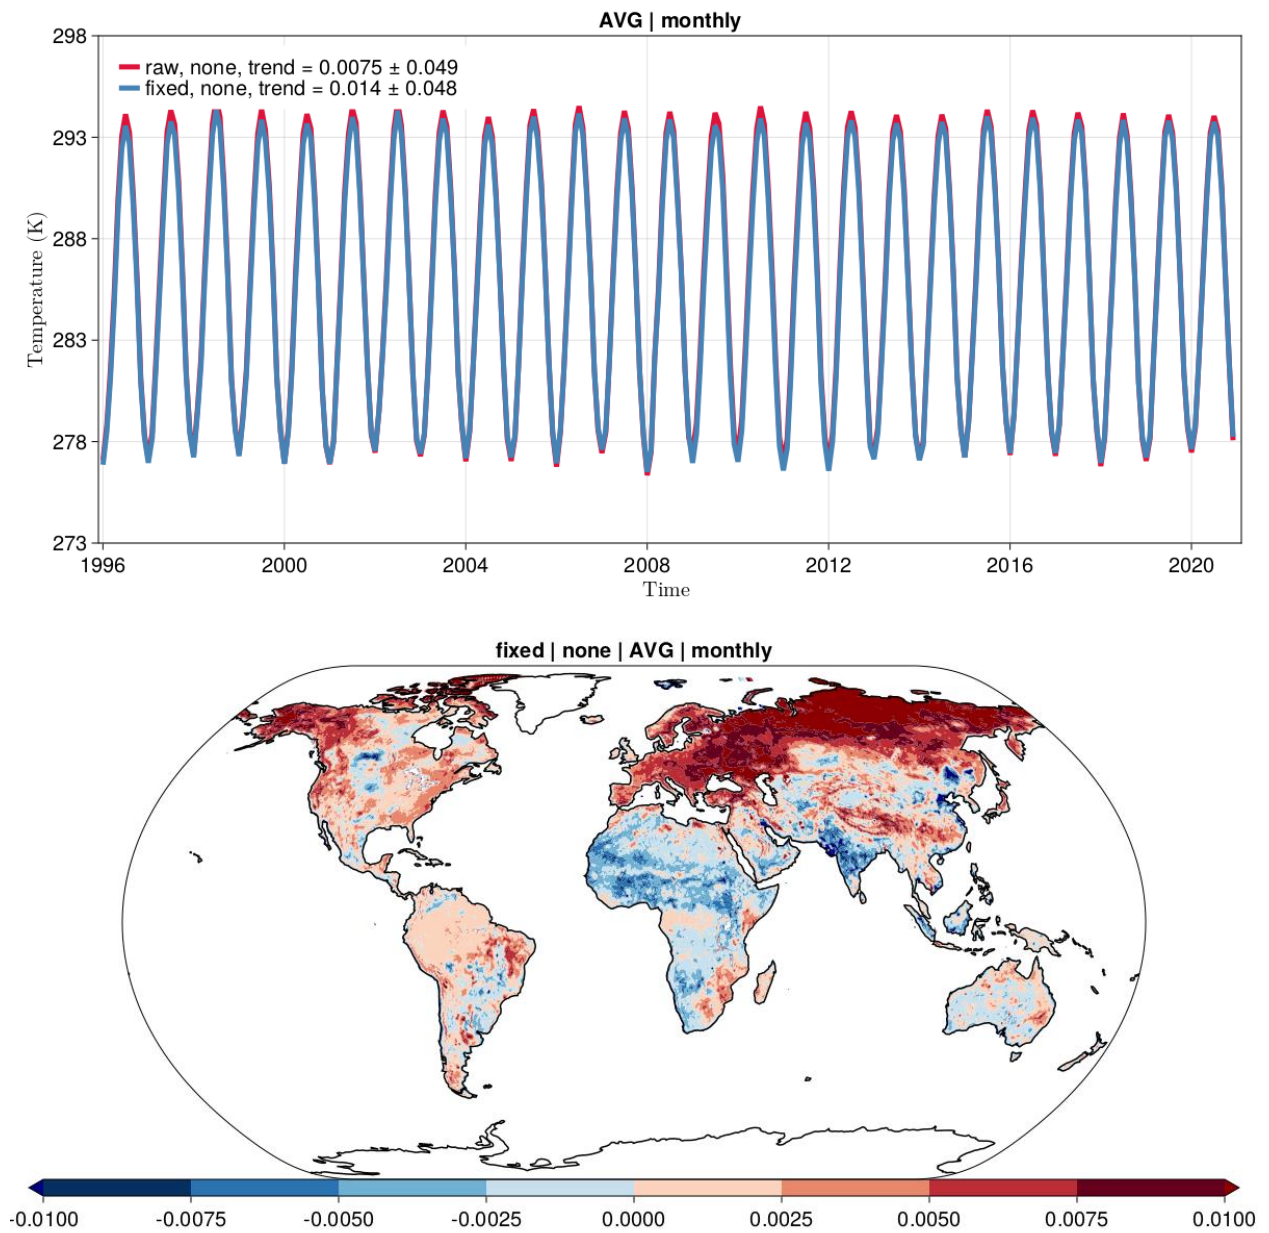 AVG | monthly
298
raw, none, trend = 0.0075 ± 0.049
fixed, none, trend = 0.014 ± 0.048
293
288
283
278
273
Temperature (K)
1996 2000 2004 2008 2012 2016 2020
Time
fixed | none | AVG | monthly
-0.0100 -0.0075 -0.0050 -0.0025 0.0000 0.0025 0.0050 0.0075 0.0100